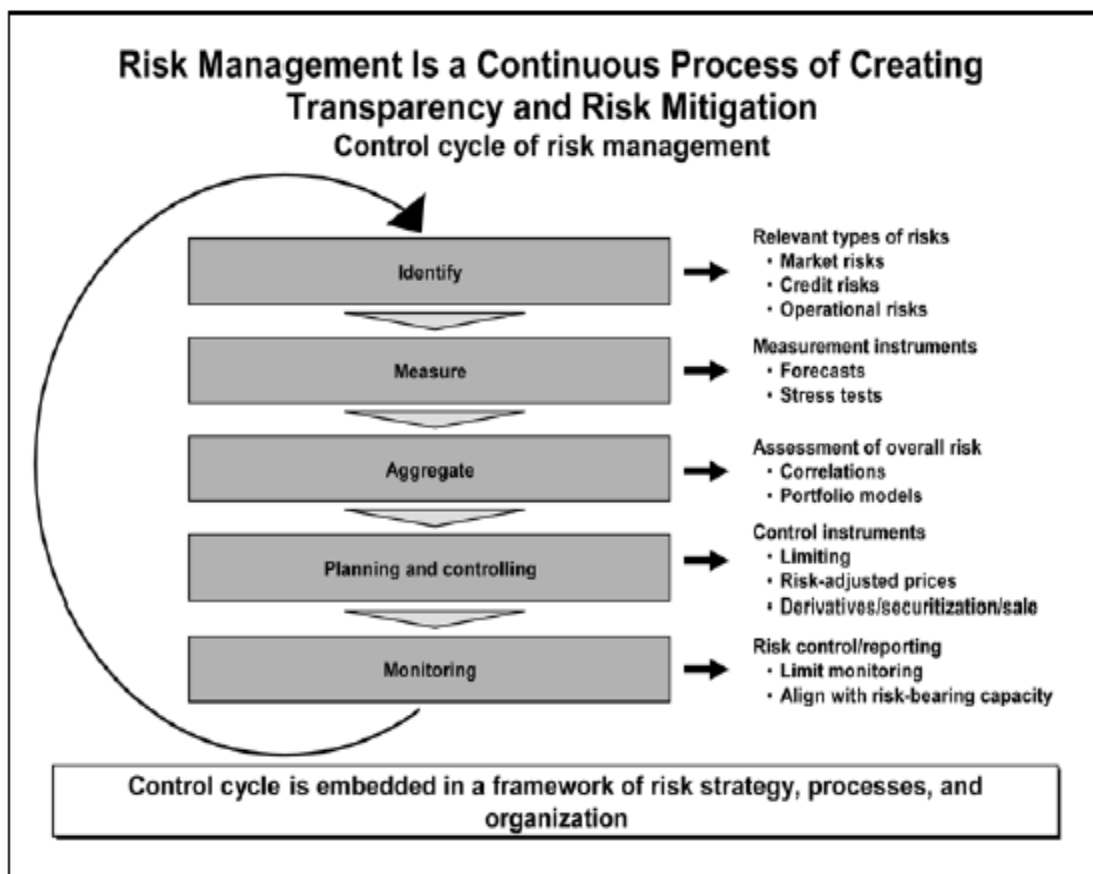 Risk Management Is a Continuous Process of Creating
Transparency and Risk Mitigation
Control cycle of risk management
Identify
Relevant types of risks
• Market risks
• Credit risks
• Operational risks
Measure
Measurement instruments
• Forecasts
• Stress tests
Aggregate
Assessment of overall risk
• Correlations
• Portfolio models
Planning and controlling
Control instruments
• Limiting
• Risk-adjusted prices
• Derivatives/securitization/sale
Monitoring
Risk control/reporting
• Limit monitoring
• Align with risk-bearing capacity
Control cycle is embedded in a framework of risk strategy, processes, and
organization